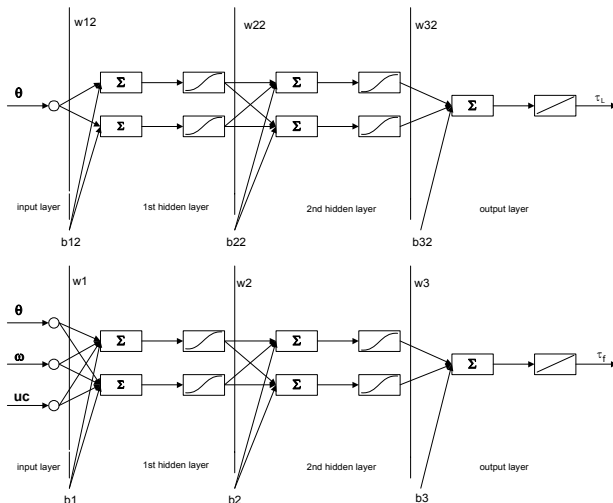 w12 w22 w32
Σ Σ
θ Σ τL
Σ Σ
input layer 1st hidden layer 2nd hidden layer output layer
b12 b22 b32
w1 w2 w3
θ
Σ Σ
ω Σ τf
Σ Σ
uc
input layer 1st hidden layer 2nd hidden layer output layer
b1 b2 b3